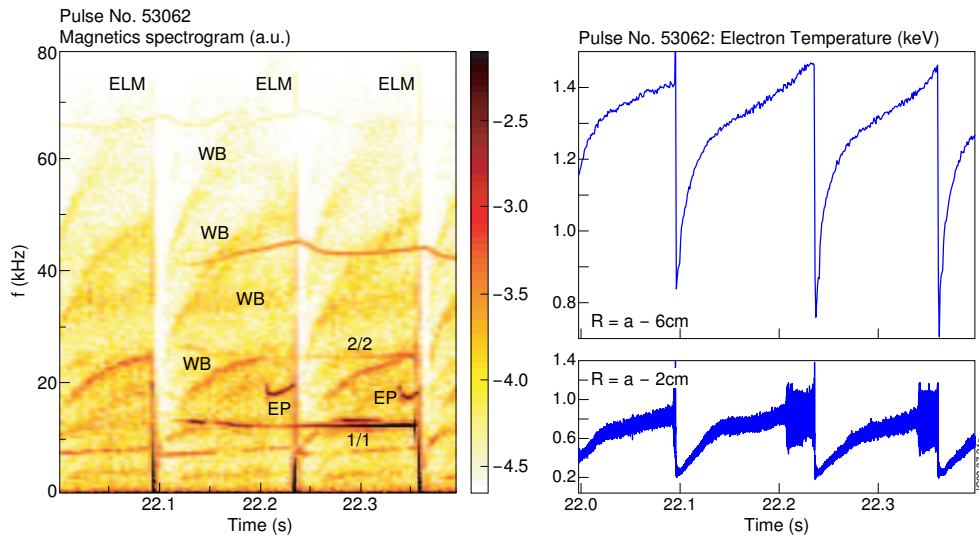 Pulse No. 53062
Magnetics spectrogram (a.u.)
80
60
40
20
0
f (kHz)
ELM
ELM
ELM
WB
WB
WB
WB
2/2
EP
EP
1/1
22.1
22.2
22.3
Time (s)
−2.5
−3.0
−3.5
−4.0
−4.5
Pulse No. 53062: Electron Temperature (keV)
1.4
1.2
1.0
0.8
R = a − 6cm
1.4
1.0
0.6
0.2
R = a − 2cm
22.0
22.1
22.2
22.3
Time (s)